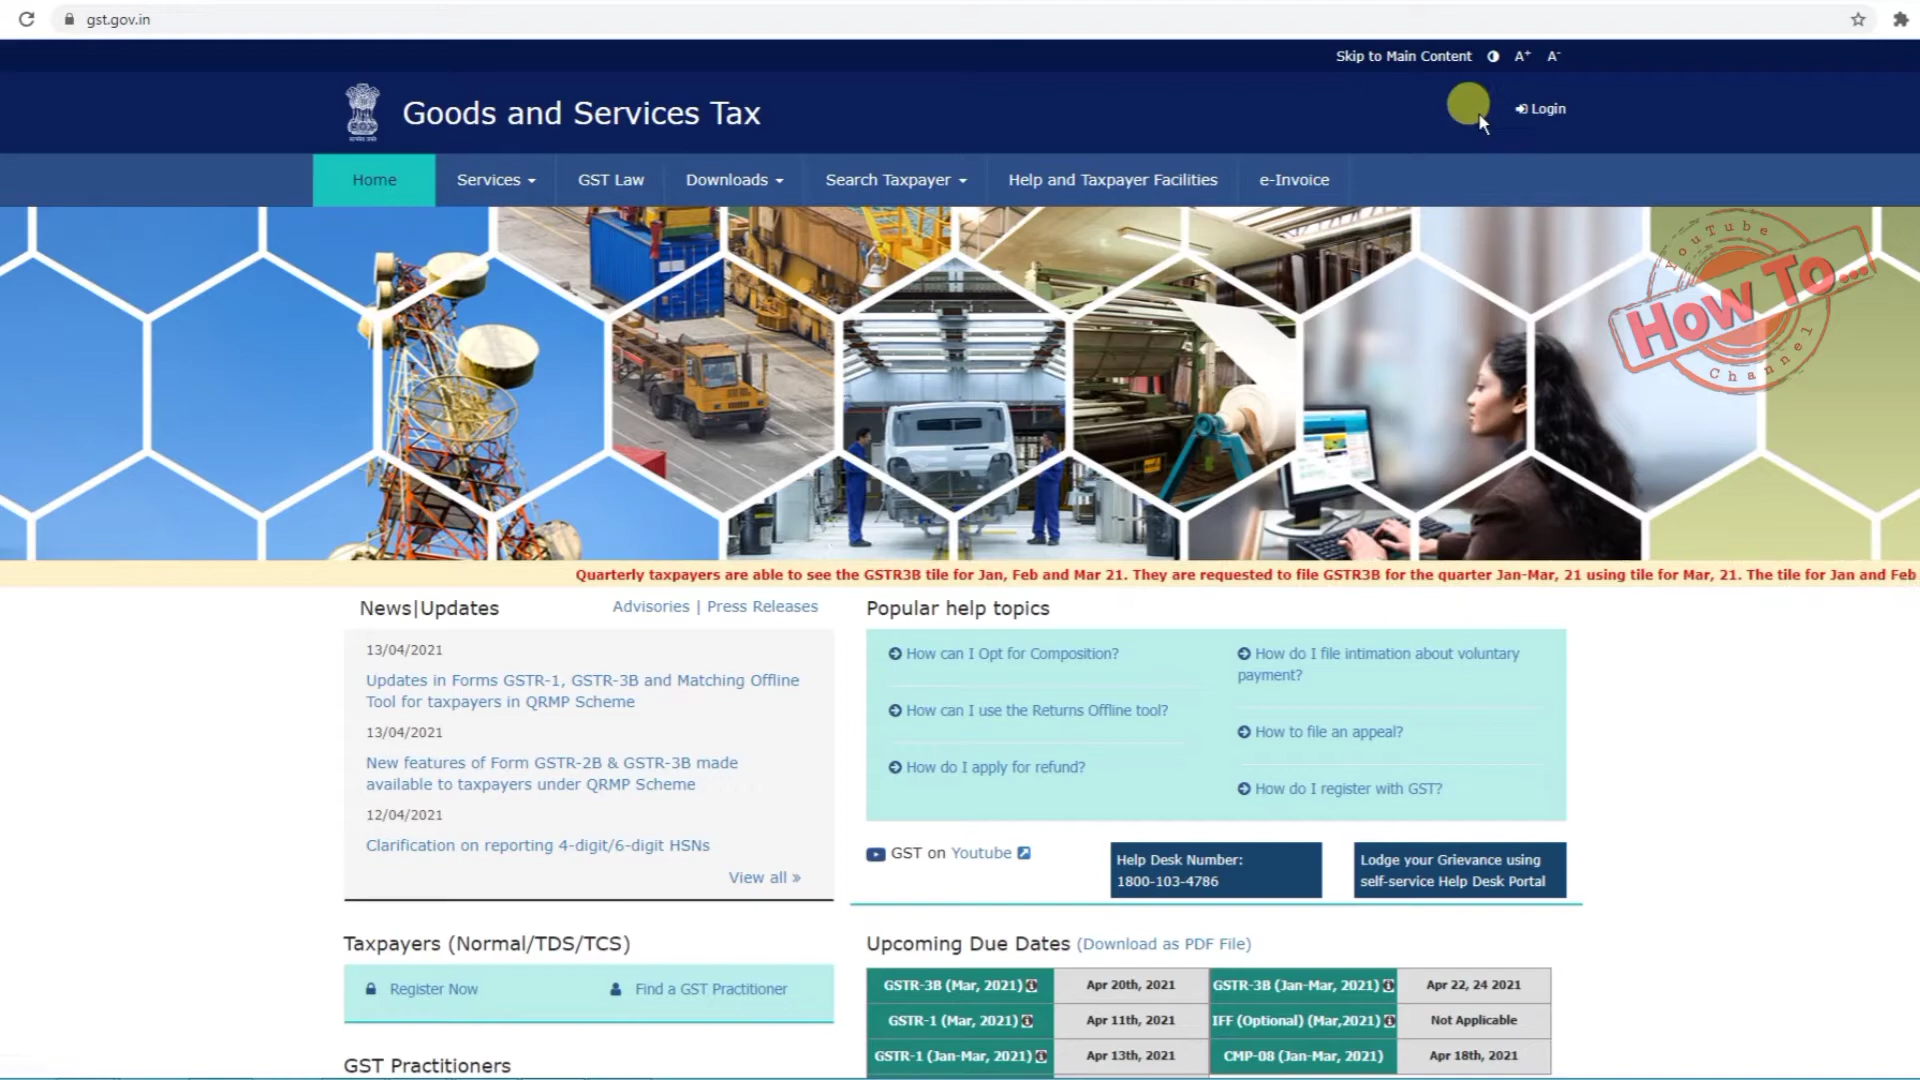 gst.gov.in
Skip to Main Content A+ A-
Goods and Services Tax
Login
Home Services GST Law Downloads Search Taxpayer Help and Taxpayer Facilities e-Invoice
YouTube
How To...
Channel
Quarterly taxpayers are able to see the GSTR3B tile for Jan, Feb and Mar 21. They are requested to file GSTR3B for the quarter Jan-Mar, 21 using tile for Mar, 21. The tile for Jan and Feb
News|Updates Advisories | Press Releases
13/04/2021
Updates in Forms GSTR-1, GSTR-3B and Matching Offline
Tool for taxpayers in QRMP Scheme
13/04/2021
New features of Form GSTR-2B & GSTR-3B made
available to taxpayers under QRMP Scheme
12/04/2021
Clarification on reporting 4-digit/6-digit HSNs
View all »
Popular help topics
How can I Opt for Composition?
How can I use the Returns Offline tool?
How do I apply for refund?
How do I file intimation about voluntary
payment?
How to file an appeal?
How do I register with GST?
GST on Youtube
Help Desk Number:
1800-103-4786
Lodge your Grievance using
self-service Help Desk Portal
Taxpayers (Normal/TDS/TCS)
Register Now Find a GST Practitioner
GST Practitioners
Upcoming Due Dates (Download as PDF File)
GSTR-3B (Mar, 2021) Apr 20th, 2021 GSTR-3B (Jan-Mar, 2021) Apr 22, 24 2021
GSTR-1 (Mar, 2021) Apr 11th, 2021 IFF (Optional) (Mar,2021) Not Applicable
GSTR-1 (Jan-Mar, 2021) Apr 13th, 2021 CMP-08 (Jan-Mar, 2021) Apr 18th, 2021